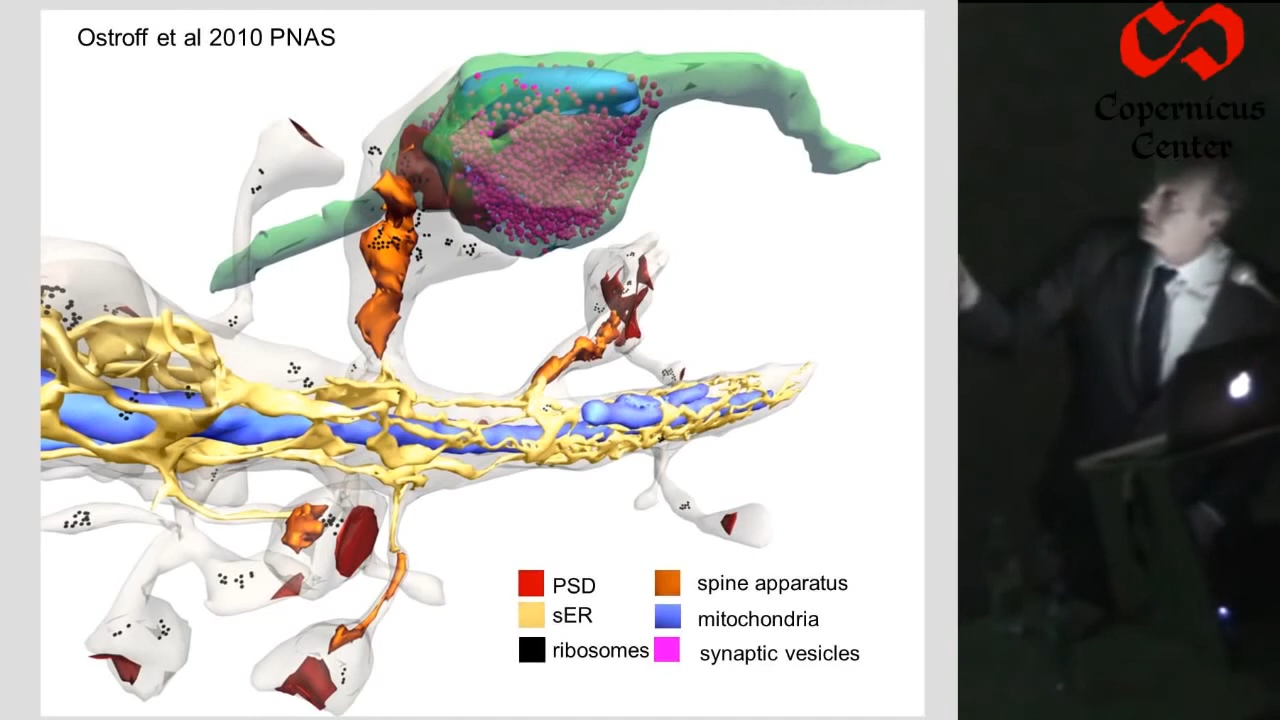 Ostroff et al 2010 PNAS
Copernicus
Center
PSD
spine apparatus
sER
mitochondria
ribosomes
synaptic vesicles